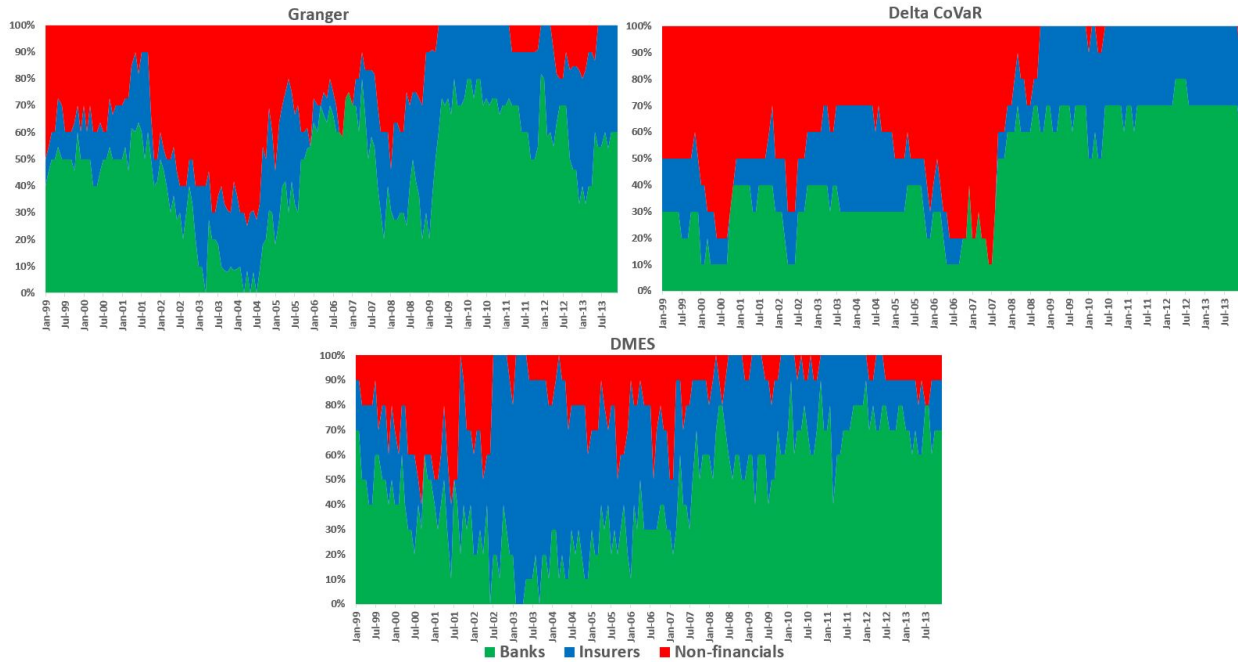 Granger
100%
90%
80%
70%
60%
50%
40%
30%
20%
10%
0%
Jan-99
Jul-99
Jan-00
Jul-00
Jan-01
Jul-01
Jan-02
Jul-02
Jan-03
Jul-03
Jan-04
Jul-04
Jan-05
Jul-05
Jan-06
Jul-06
Jan-07
Jul-07
Jan-08
Jul-08
Jan-09
Jul-09
Jan-10
Jul-10
Jan-11
Jul-11
Jan-12
Jul-12
Jan-13
Jul-13
Delta CoVaR
100%
90%
80%
70%
60%
50%
40%
30%
20%
10%
0%
Jan-99
Jul-99
Jan-00
Jul-00
Jan-01
Jul-01
Jan-02
Jul-02
Jan-03
Jul-03
Jan-04
Jul-04
Jan-05
Jul-05
Jan-06
Jul-06
Jan-07
Jul-07
Jan-08
Jul-08
Jan-09
Jul-09
Jan-10
Jul-10
Jan-11
Jul-11
Jan-12
Jul-12
Jan-13
Jul-13
DMES
100%
90%
80%
70%
60%
50%
40%
30%
20%
10%
0%
Jan-99
Jul-99
Jan-00
Jul-00
Jan-01
Jul-01
Jan-02
Jul-02
Jan-03
Jul-03
Jan-04
Jul-04
Jan-05
Jul-05
Jan-06
Jul-06
Jan-07
Jul-07
Jan-08
Jul-08
Jan-09
Jul-09
Jan-10
Jul-10
Jan-11
Jul-11
Jan-12
Jul-12
Jan-13
Jul-13
Banks Insurers Non-financials